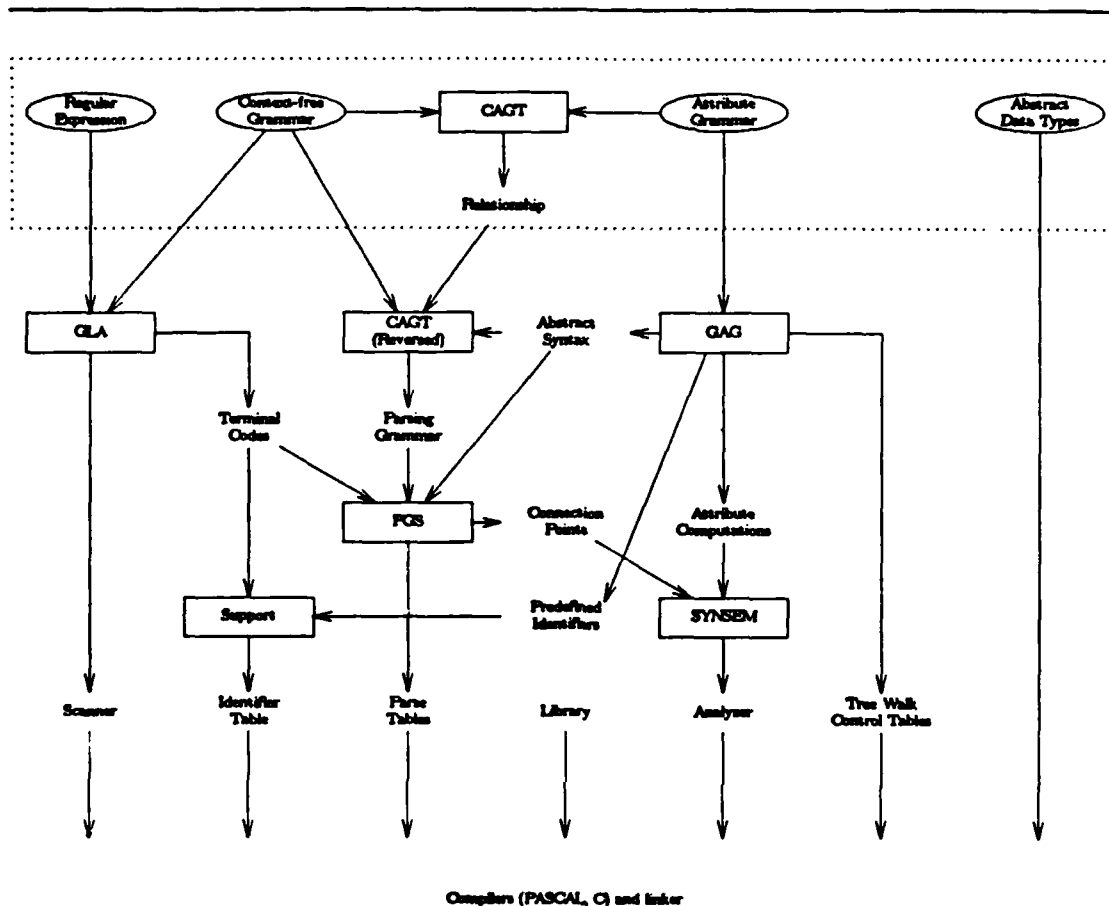 Regular
Expression
Context-free
Grammar
CAGT
Attribute
Grammar
Abstract
Data Types
Relationship
GLA
CAGT
(Reversed)
Abstract
Syntax
GAG
Terminal
Codes
Parsing
Grammar
PGS
Connection
Points
Attribute
Computations
Support
Predefined
Identifiers
SYNSEM
Scanner
Identifier
Table
Parse
Tables
Library
Analyzer
Tree Walk
Control Tables
Compilers (PASCAL, C) and linker